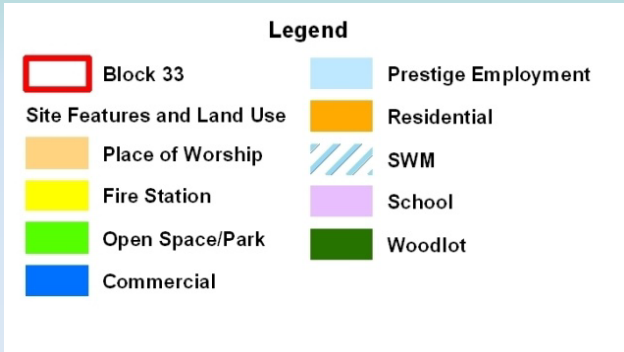 Legend
Block 33
Site Features and Land Use
Place of Worship
Fire Station
Open Space/Park
Commercial
Prestige Employment
Residential
SWM
School
Woodlot